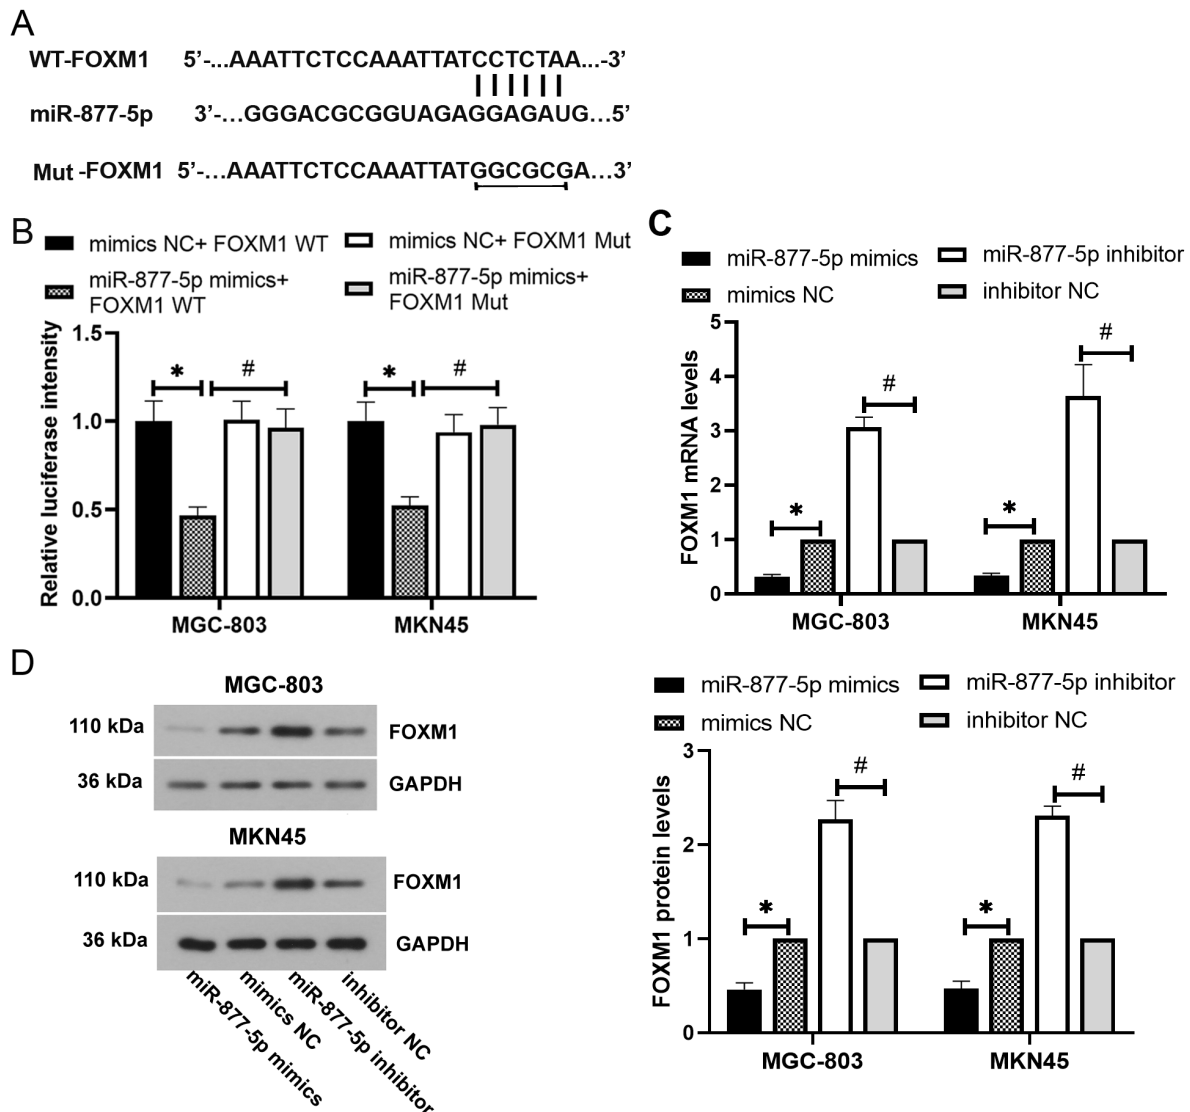 A
WT-FOXM1 5’-...AAATTCTCCAAATTATCCTCTAA...-3’
miR-877-5p 3’-...GGGACGCGGUAGAGGAGAUG...5’
Mut -FOXM1 5’-...AAATTCTCCAAATTATGGCGCGA...3’
B
mimics NC+ FOXM1 WT
mimics NC+ FOXM1 Mut
miR-877-5p mimics+
FOXM1 WT
miR-877-5p mimics+
FOXM1 Mut
Relative luciferase intensity
1.5
1.0
0.5
0.0
* # * #
MGC-803 MKN45
C
miR-877-5p mimics
miR-877-5p inhibitor
mimics NC
inhibitor NC
FOXM1 mRNA levels
5
4
3
2
1
0
* # * #
MGC-803 MKN45
D
MGC-803
110 kDa FOXM1
36 kDa GAPDH
MKN45
110 kDa FOXM1
36 kDa GAPDH
miR-877-5p mimics
mimics NC
miR-877-5p inhibitor
inhibitor NC
miR-877-5p mimics
miR-877-5p inhibitor
mimics NC
inhibitor NC
FOXM1 protein levels
3
2
1
0
* # * #
MGC-803 MKN45